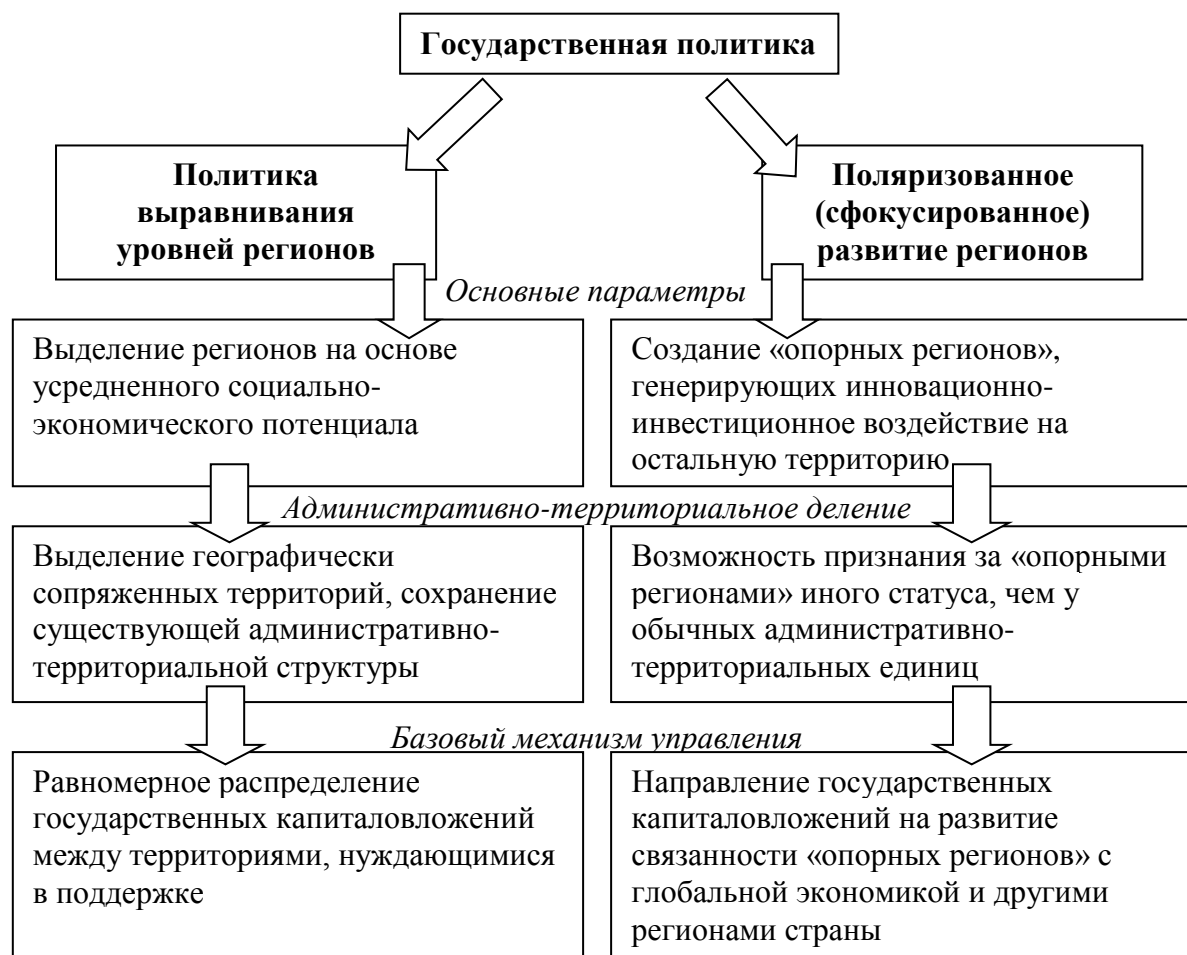 Государственная политика
Политика
выравнивания
уровней регионов
Поляризованное
(сфокусированное)
развитие регионов
Основные параметры
Выделение регионов на основе
усредненного социально-
экономического потенциала
Создание «опорных регионов»,
генерирующих инновационно-
инвестиционное воздействие на
остальную территорию
Административно-территориальное деление
Выделение географически
сопряженных территорий, сохранение
существующей административно-
территориальной структуры
Возможность признания за «опорными
регионами» иного статуса, чем у
обычных административно-
территориальных единиц
Базовый механизм управления
Равномерное распределение
государственных капиталовложений
между территориями, нуждающимися
в поддержке
Направление государственных
капиталовложений на развитие
связанности «опорных регионов» с
глобальной экономикой и другими
регионами страны